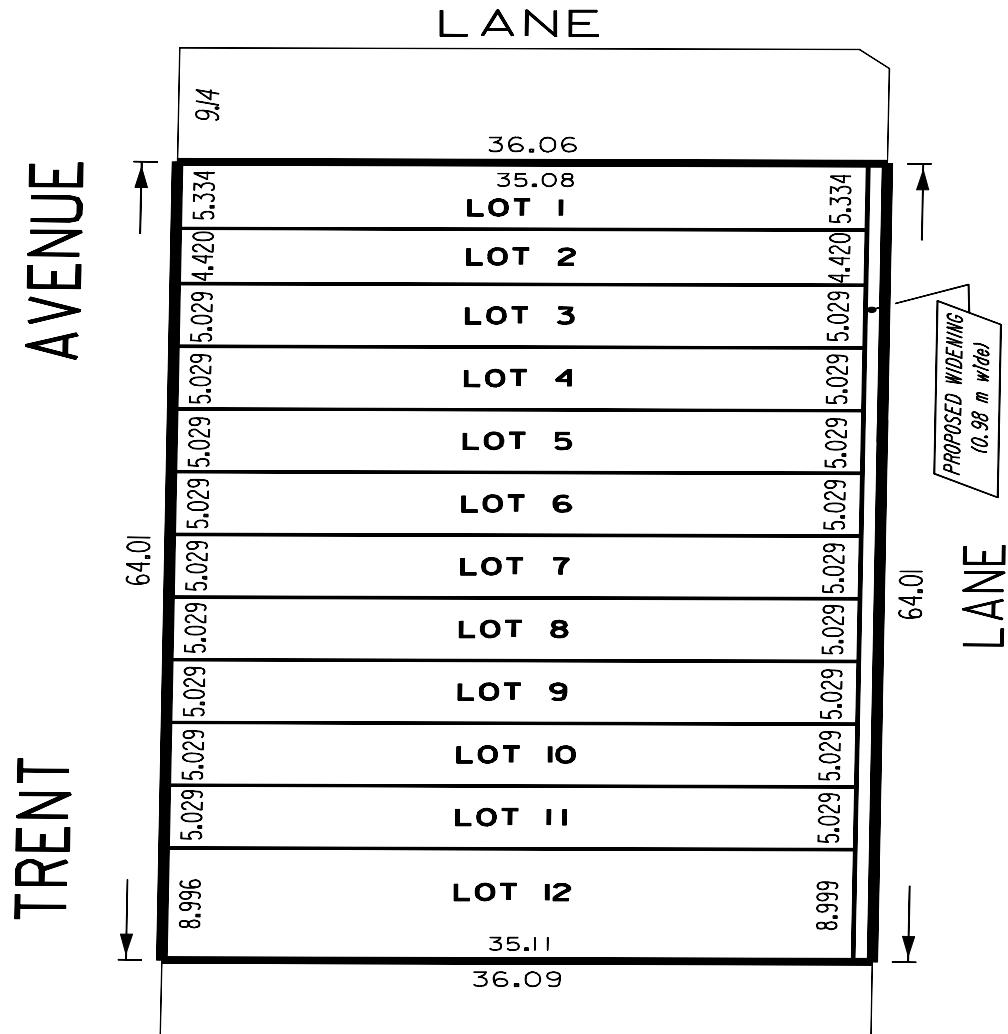 LANE
9.14
36.06
35.08
5.334
LOT 1
5.334
4.420
LOT 2
4.420
5.029
LOT 3
5.029
5.029
LOT 4
5.029
5.029
LOT 5
5.029
5.029
LOT 6
5.029
5.029
LOT 7
5.029
5.029
LOT 8
5.029
5.029
LOT 9
5.029
5.029
LOT 10
5.029
5.029
LOT 11
5.029
8.996
LOT 12
8.999
35.11
36.09
TRENT AVENUE
64.01
64.01
LANE
PROPOSED WIDENING
(0.98 m wide)